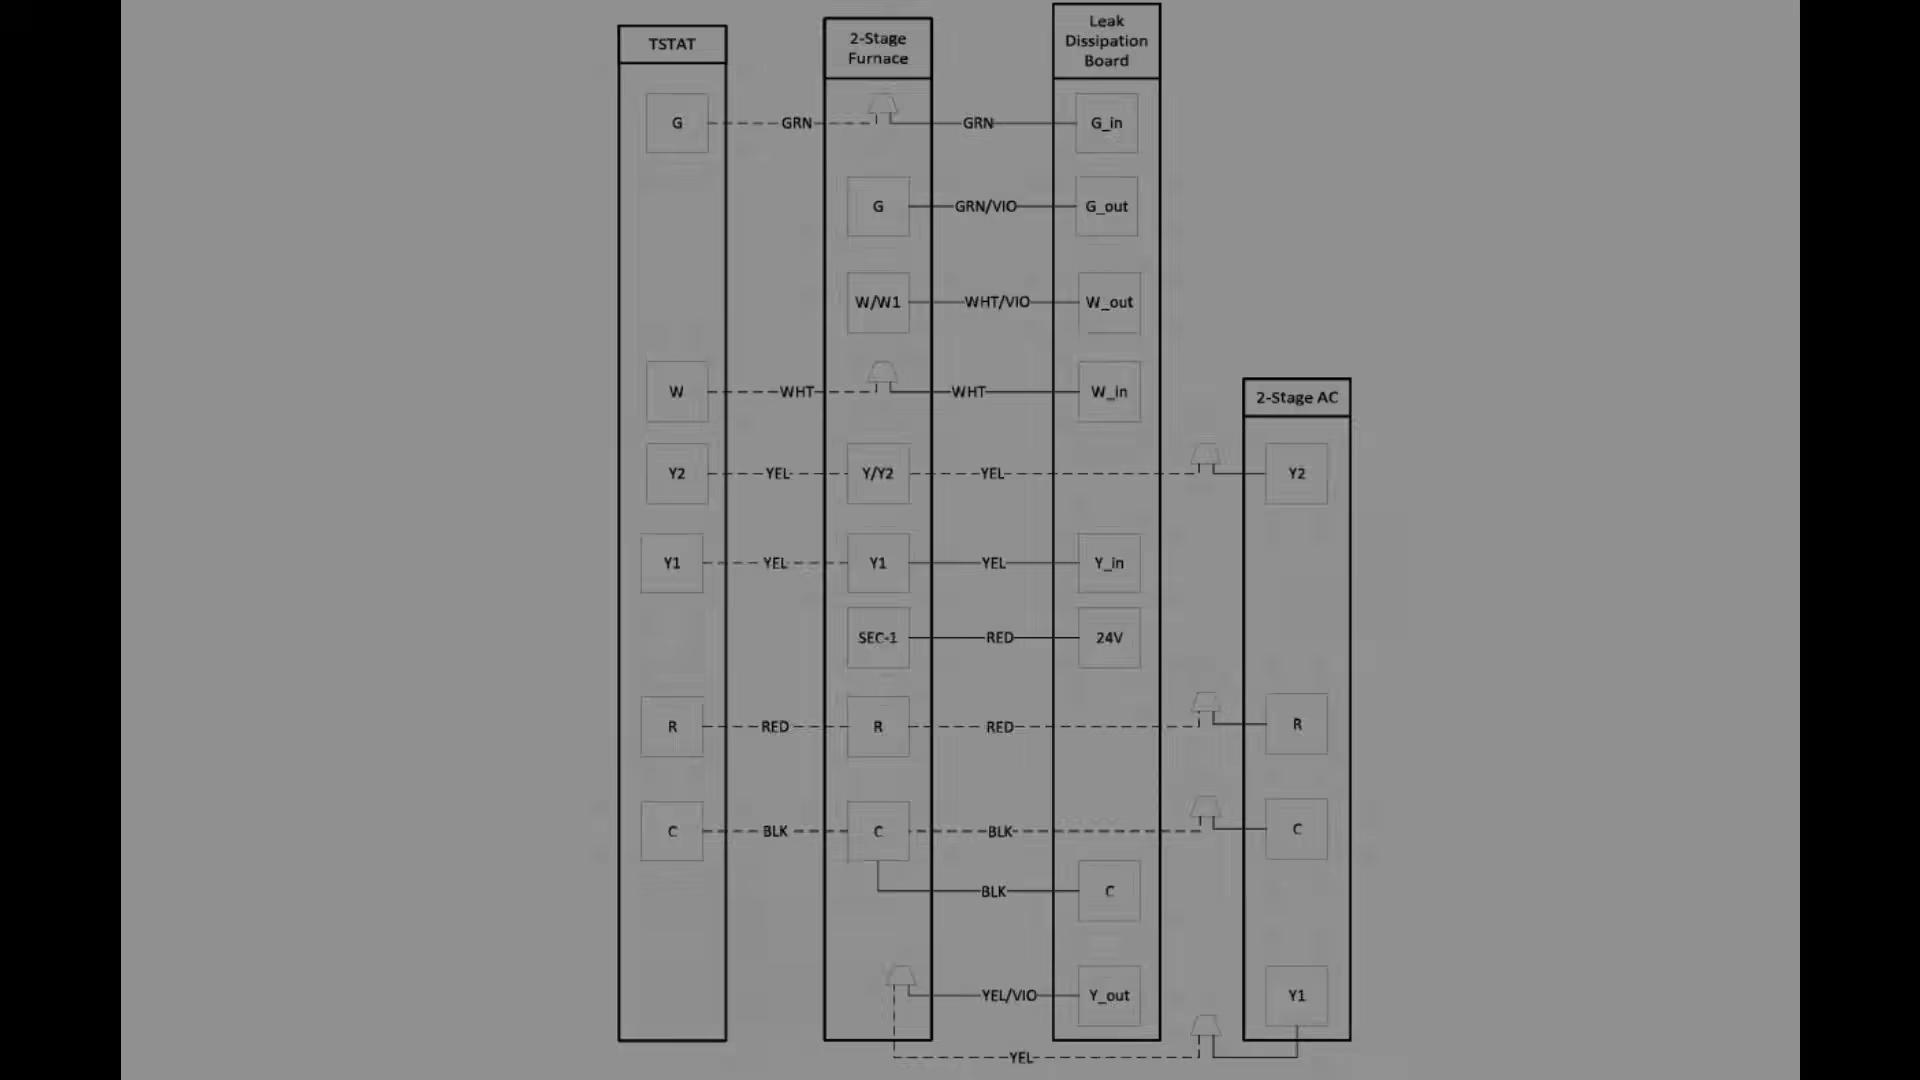 TSTAT
2-Stage
Furnace
Leak
Dissipation
Board
G
GRN
GRN
G_in
G
GRN/VIO
G_out
W/W1
WHT/VIO
W_out
W
WHT
WHT
W_in
2-Stage AC
Y2
YEL
Y/Y2
YEL
Y2
Y1
YEL
Y1
YEL
Y_in
SEC-1
RED
24V
R
RED
R
RED
R
C
BLK
C
BLK
C
BLK
C
YEL/VIO
Y_out
Y1
YEL